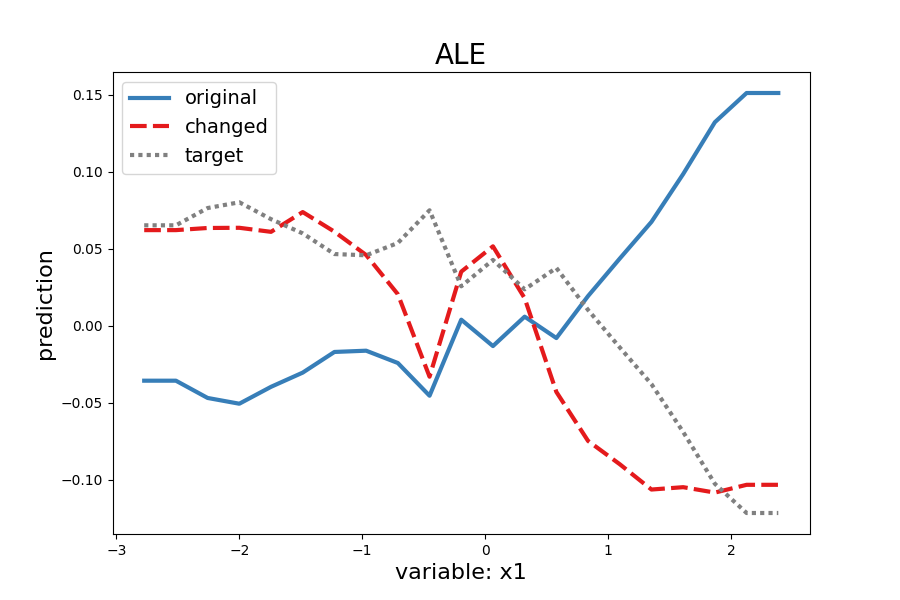 ALE
original
changed
target
0.15
0.10
0.05
0.00
−0.05
−0.10
prediction
−3
−2
−1
0
1
2
variable: x1